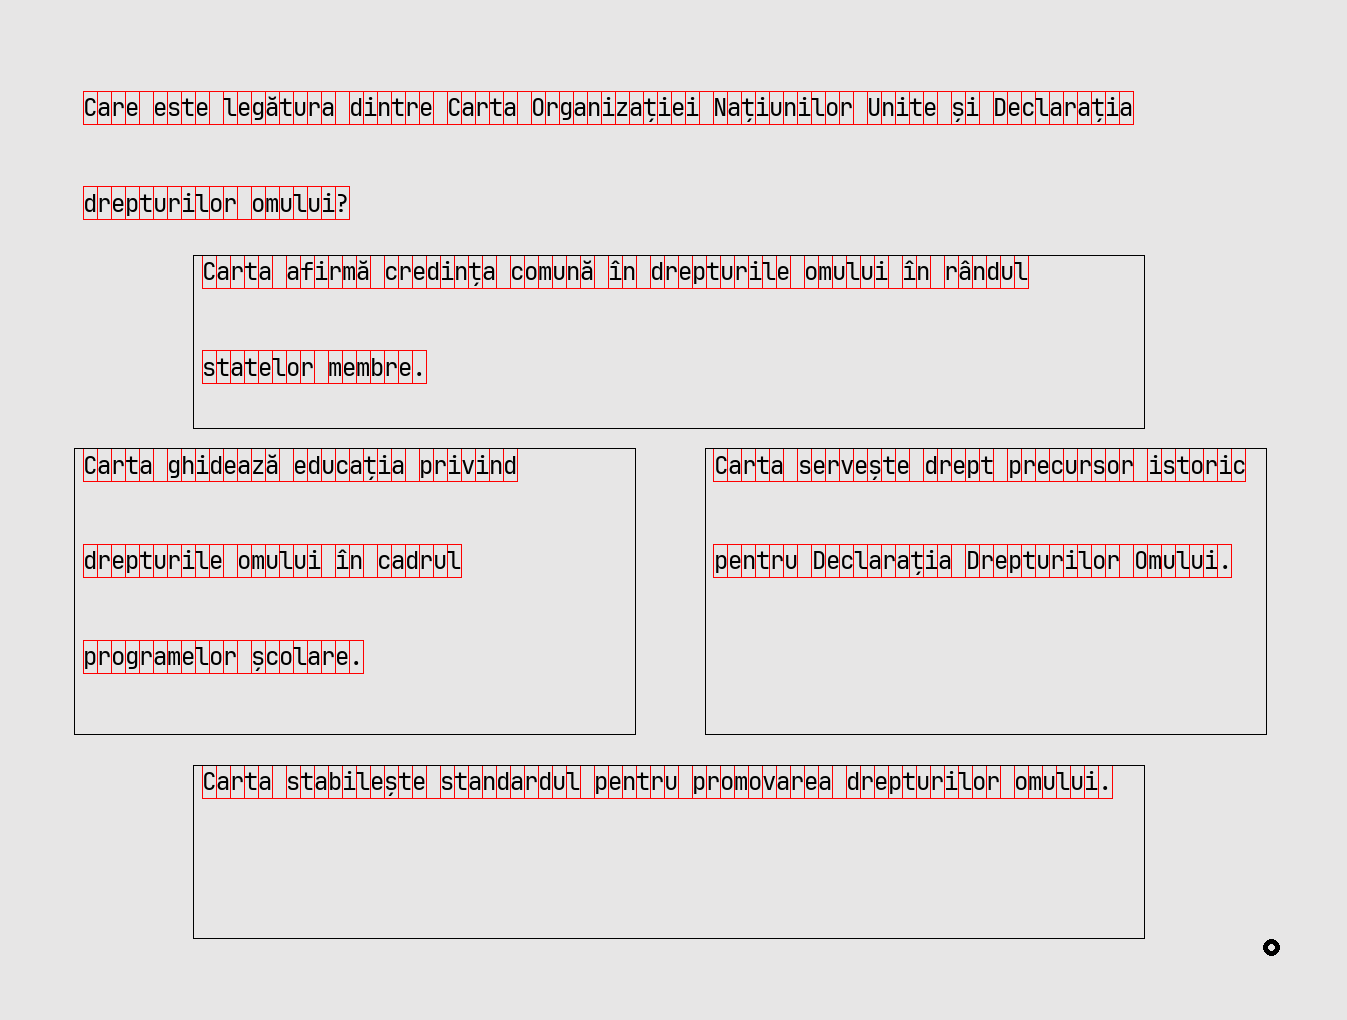 Care este legătura dintre Carta Organizației Națiunilor Unite și Declarația
drepturilor omului?
Carta afirmă credința comună în drepturile omului în rândul
statelor membre.
Carta ghidează educația privind
drepturile omului în cadrul
programelor școlare.
Carta servește drept precursor istoric
pentru Declarația Drepturilor Omului.
Carta stabilește standardul pentru promovarea drepturilor omului.